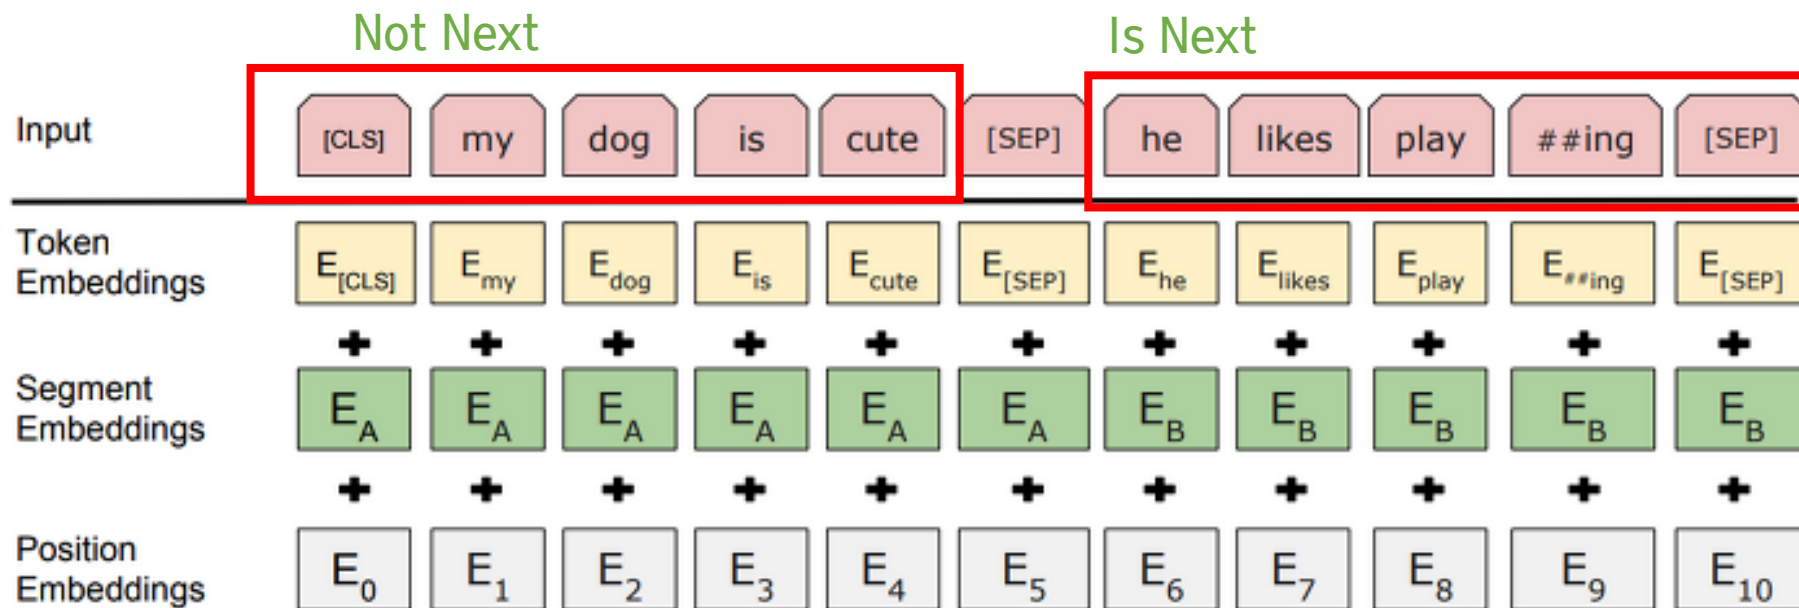 Not Next Is Next
Input [CLS] my dog is cute [SEP] he likes play ##ing [SEP]
Token Embeddings E[CLS] Emy Edog Eis Ecute E[SEP] Ehe Elikes Eplay E##ing E[SEP]
+ + + + + + + + + + +
Segment Embeddings EA EA EA EA EA EA EB EB EB EB EB
+ + + + + + + + + + +
Position Embeddings E0 E1 E2 E3 E4 E5 E6 E7 E8 E9 E10